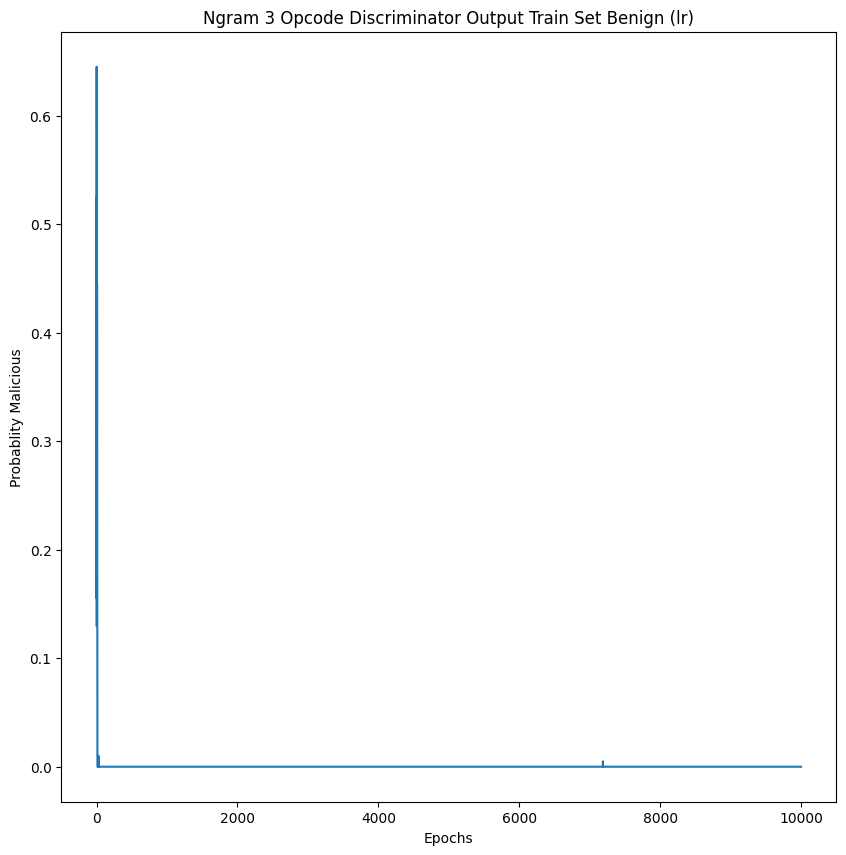 Ngram 3 Opcode Discriminator Output Train Set Benign (lr)
0.6
0.5
0.4
0.3
0.2
0.1
0.0
Probablity Malicious
0 2000 4000 6000 8000 10000
Epochs